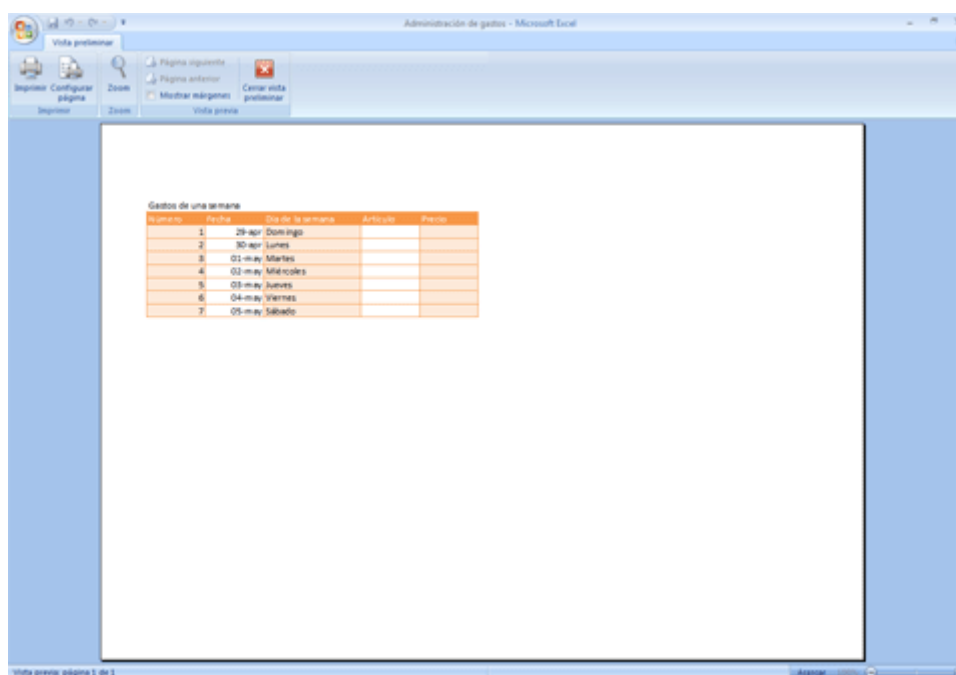 Administración de gastos - Microsoft Excel
Vista preliminar
Imprimir Configurar página Zoom Página siguiente
Página anterior
Mostrar márgenes Cerrar vista preliminar
Imprimir Zoom Vista previa
Gastos de una semana
Número Fecha Día de la semana Artículo Precio
1 29-apr Domingo
2 30-apr Lunes
3 01-may Martes
4 02-may Miércoles
5 03-may Jueves
6 04-may Viernes
7 05-may Sábado
Vista previa: página 1 de 1